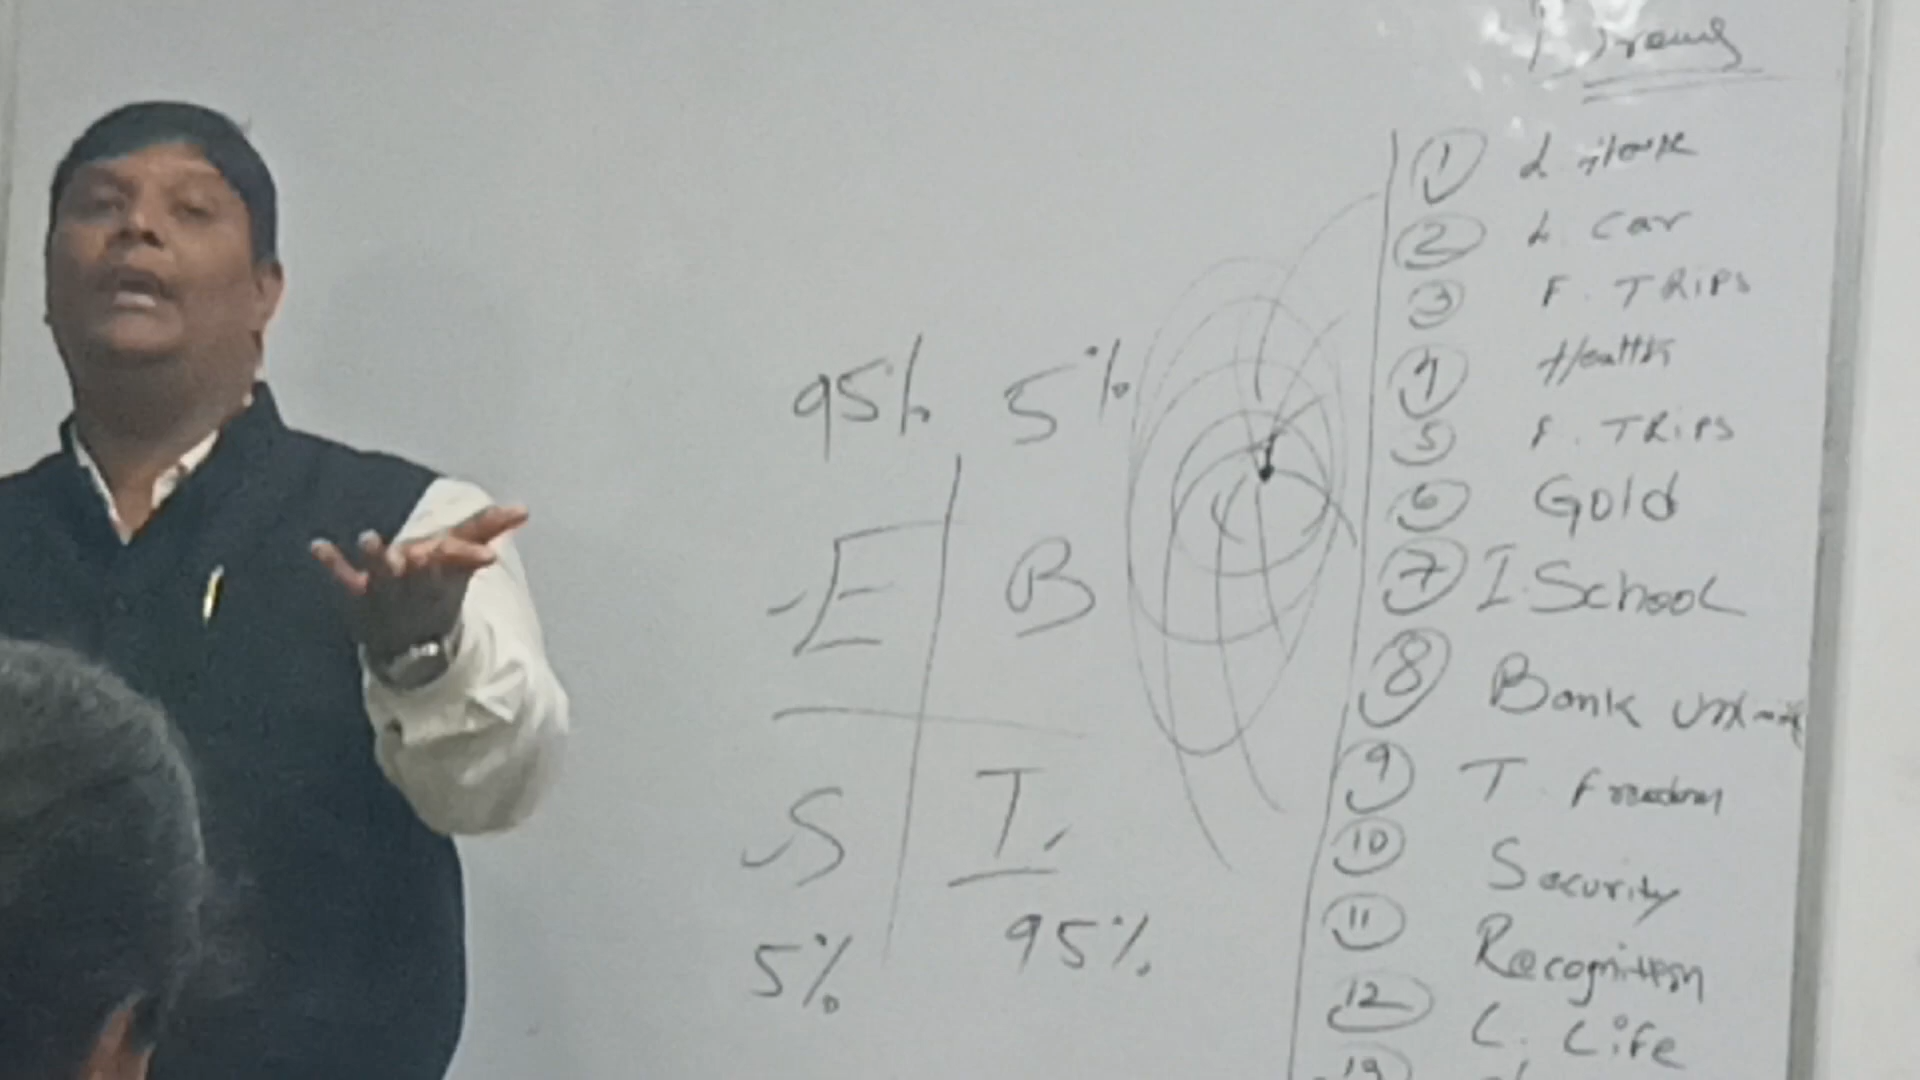 Dreams
95% 5%
E B
S I
5% 95%
1 L.
2 L. Car
3 F. TRiPs
4 Health
5 F. TRiPS
6 Gold
7 I. School
8 Bank
9 T. Freedom
10 Security
11 Recognition
12 L. Life
13